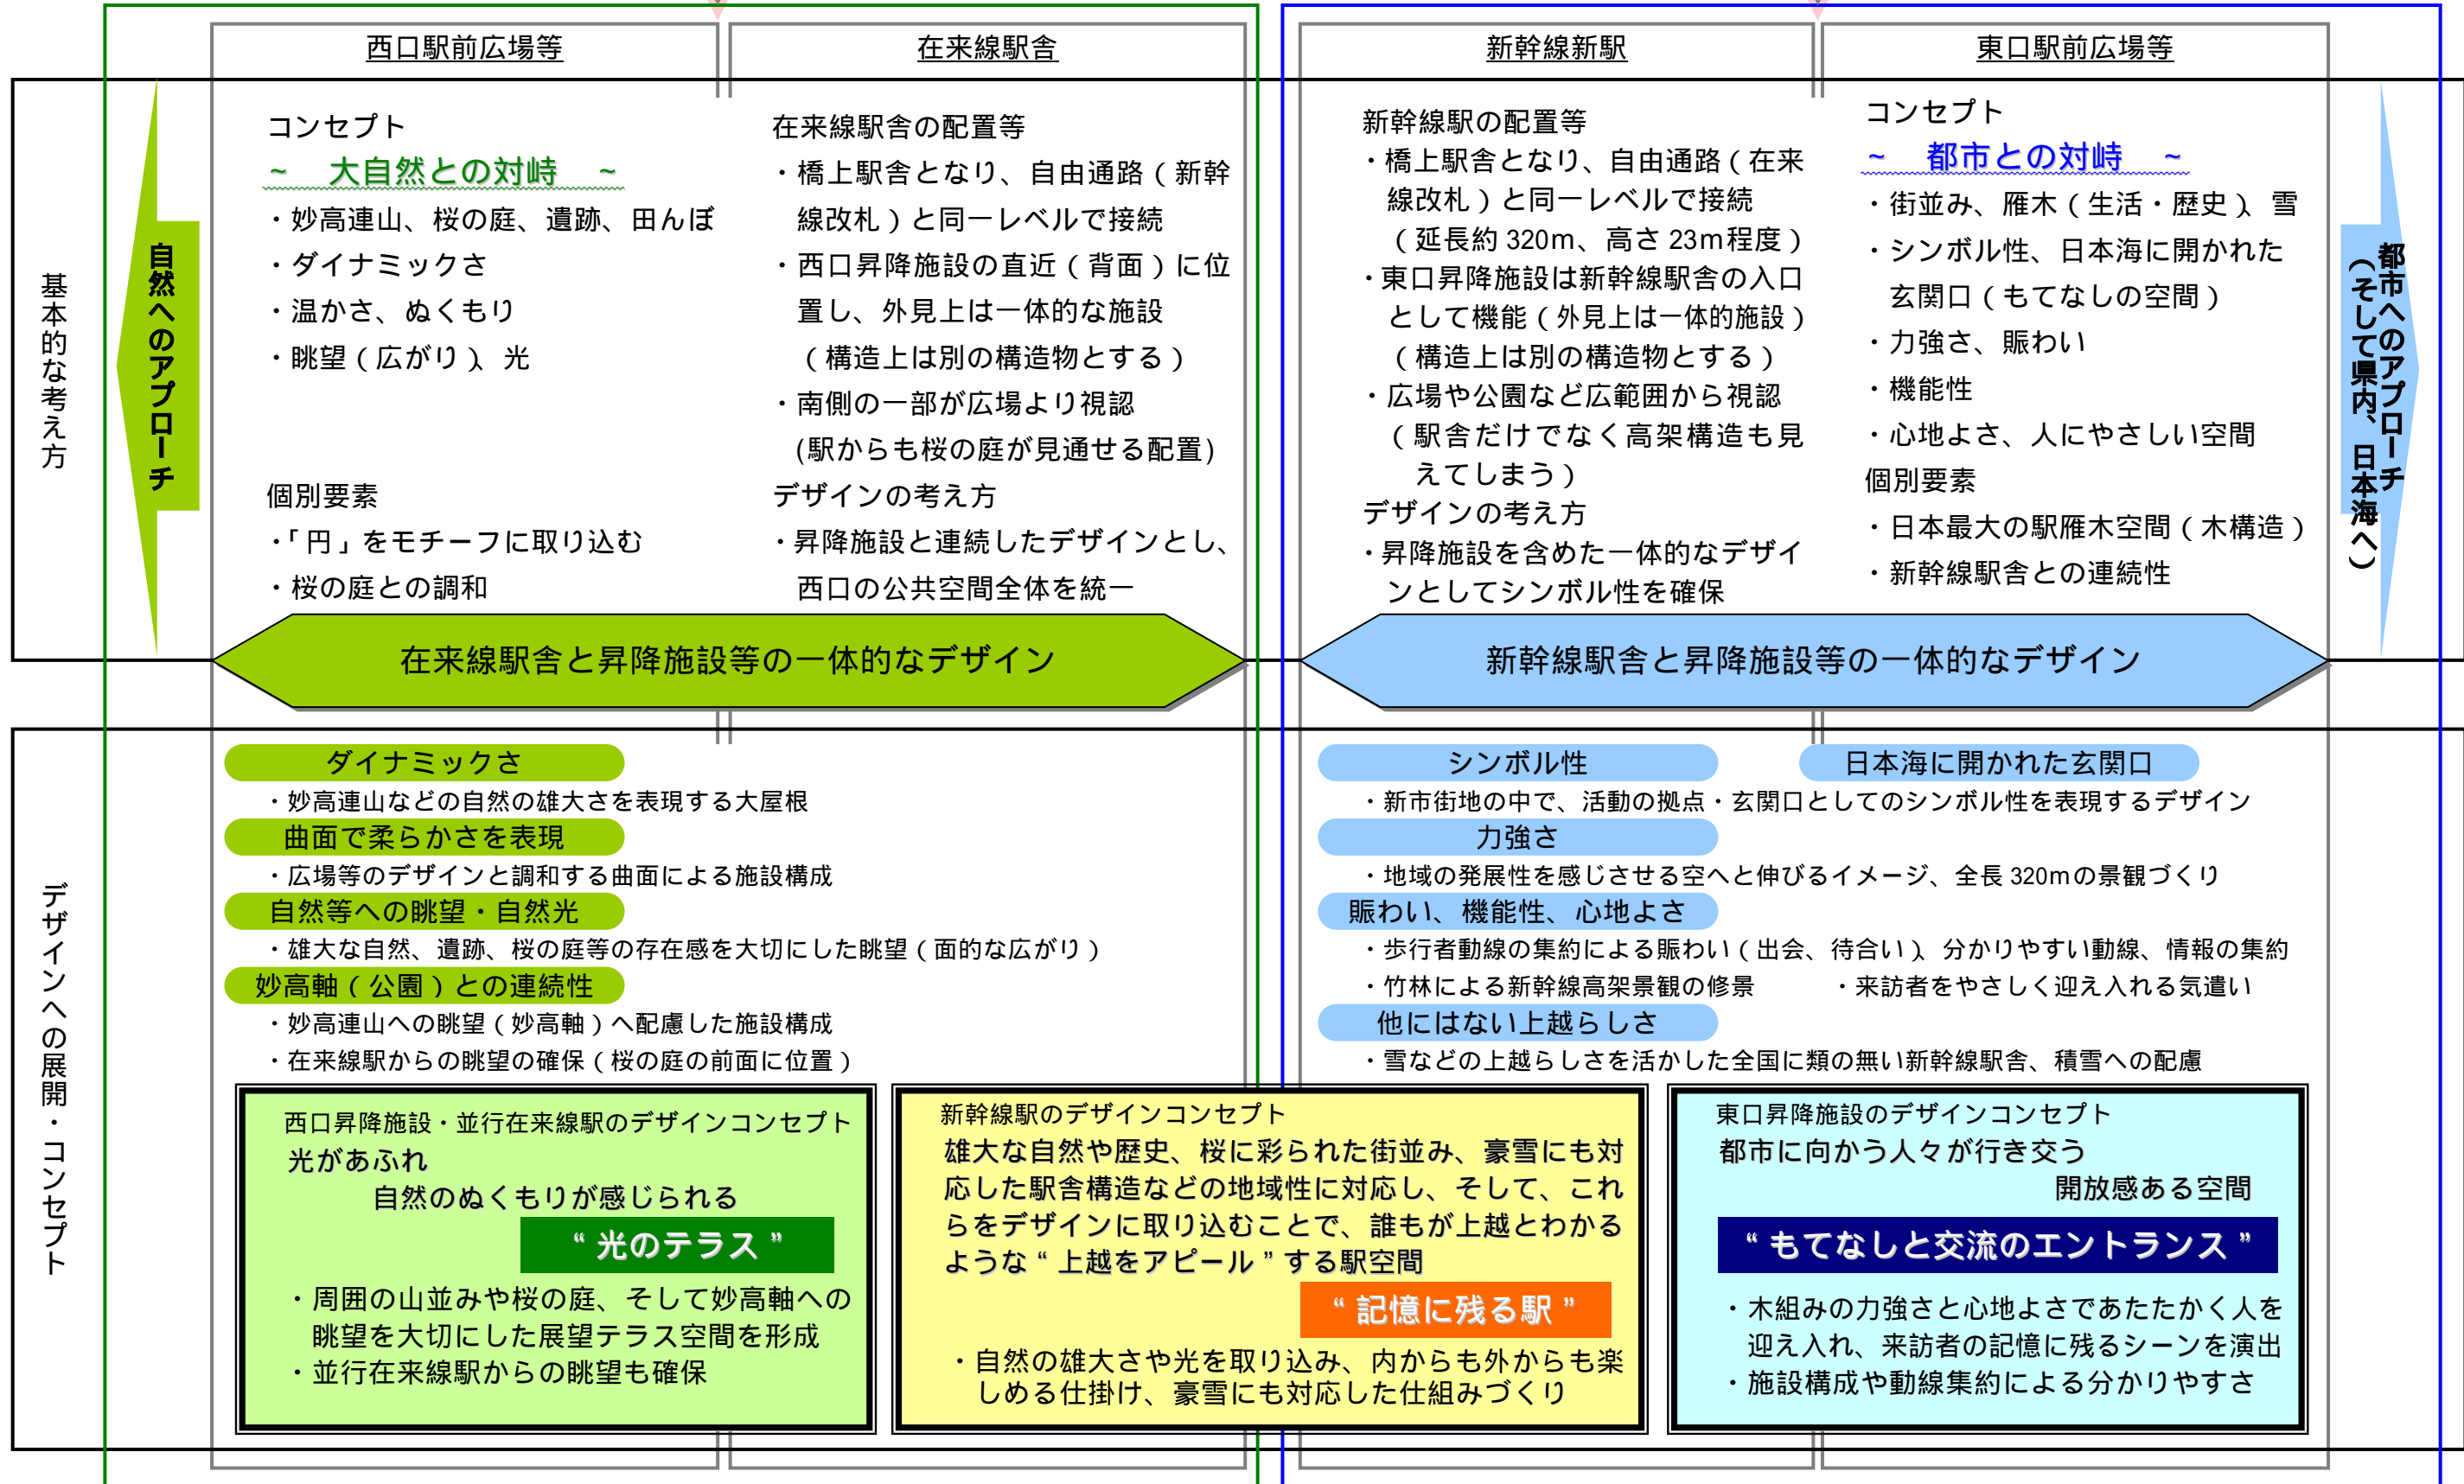 西口駅前広場等
在来線駅舎
新幹線新駅
東口駅前広場等
基本的な考え方
自然へのアプローチ
コンセプト
～　大自然との対峙　～
・妙高連山、桜の庭、遺跡、田んぼ
・ダイナミックさ
・温かさ、ぬくもり
・眺望（広がり）、光
個別要素
・「円」をモチーフに取り込む
・桜の庭との調和
在来線駅舎の配置等
・橋上駅舎となり、自由通路（新幹
線改札）と同一レベルで接続
・西口昇降施設の直近（背面）に位
置し、外見上は一体的な施設
（構造上は別の構造物とする）
・南側の一部が広場より視認
(駅からも桜の庭が見通せる配置)
デザインの考え方
・昇降施設と連続したデザインとし、
西口の公共空間全体を統一
新幹線駅の配置等
・橋上駅舎となり、自由通路（在来
線改札）と同一レベルで接続
（延長約 320m、高さ 23m程度）
・東口昇降施設は新幹線駅舎の入口
として機能（外見上は一体的施設）
（構造上は別の構造物とする）
・広場や公園など広範囲から視認
（駅舎だけでなく高架構造も見
えてしまう）
デザインの考え方
・昇降施設を含めた一体的なデザイ
ンとしてシンボル性を確保
コンセプト
～　都市との対峙　～
・街並み、雁木（生活・歴史）、雪
・シンボル性、日本海に開かれた
玄関口（もてなしの空間）
・力強さ、賑わい
・機能性
・心地よさ、人にやさしい空間
個別要素
・日本最大の駅雁木空間（木構造）
・新幹線駅舎との連続性
都市へのアプローチ
（そして県内、日本海へ）
在来線駅舎と昇降施設等の一体的なデザイン
新幹線駅舎と昇降施設等の一体的なデザイン
デザインへの展開・コンセプト
ダイナミックさ
・妙高連山などの自然の雄大さを表現する大屋根
曲面で柔らかさを表現
・広場等のデザインと調和する曲面による施設構成
自然等への眺望・自然光
・雄大な自然、遺跡、桜の庭等の存在感を大切にした眺望（面的な広がり）
妙高軸（公園）との連続性
・妙高連山への眺望（妙高軸）へ配慮した施設構成
・在来線駅からの眺望の確保（桜の庭の前面に位置）
シンボル性
日本海に開かれた玄関口
・新市街地の中で、活動の拠点・玄関口としてのシンボル性を表現するデザイン
力強さ
・地域の発展性を感じさせる空へと伸びるイメージ、全長 320mの景観づくり
賑わい、機能性、心地よさ
・歩行者動線の集約による賑わい（出会、待合い）、分かりやすい動線、情報の集約
・竹林による新幹線高架景観の修景　・来訪者をやさしく迎え入れる気遣い
他にはない上越らしさ
・雪などの上越らしさを活かした全国に類の無い新幹線駅舎、積雪への配慮
西口昇降施設・並行在来線駅のデザインコンセプト
光があふれ
自然のぬくもりが感じられる
“光のテラス”
・周囲の山並みや桜の庭、そして妙高軸への
眺望を大切にした展望テラス空間を形成
・並行在来線駅からの眺望も確保
新幹線駅のデザインコンセプト
雄大な自然や歴史、桜に彩られた街並み、豪雪にも対
応した駅舎構造などの地域性に対応し、そして、これ
らをデザインに取り込むことで、誰もが上越とわかる
ような“上越をアピール”する駅空間
“記憶に残る駅”
・自然の雄大さや光を取り込み、内からも外からも楽
しめる仕掛け、豪雪にも対応した仕組みづくり
東口昇降施設のデザインコンセプト
都市に向かう人々が行き交う
開放感ある空間
“もてなしと交流のエントランス”
・木組みの力強さと心地よさであたたかく人を
迎え入れ、来訪者の記憶に残るシーンを演出
・施設構成や動線集約による分かりやすさ